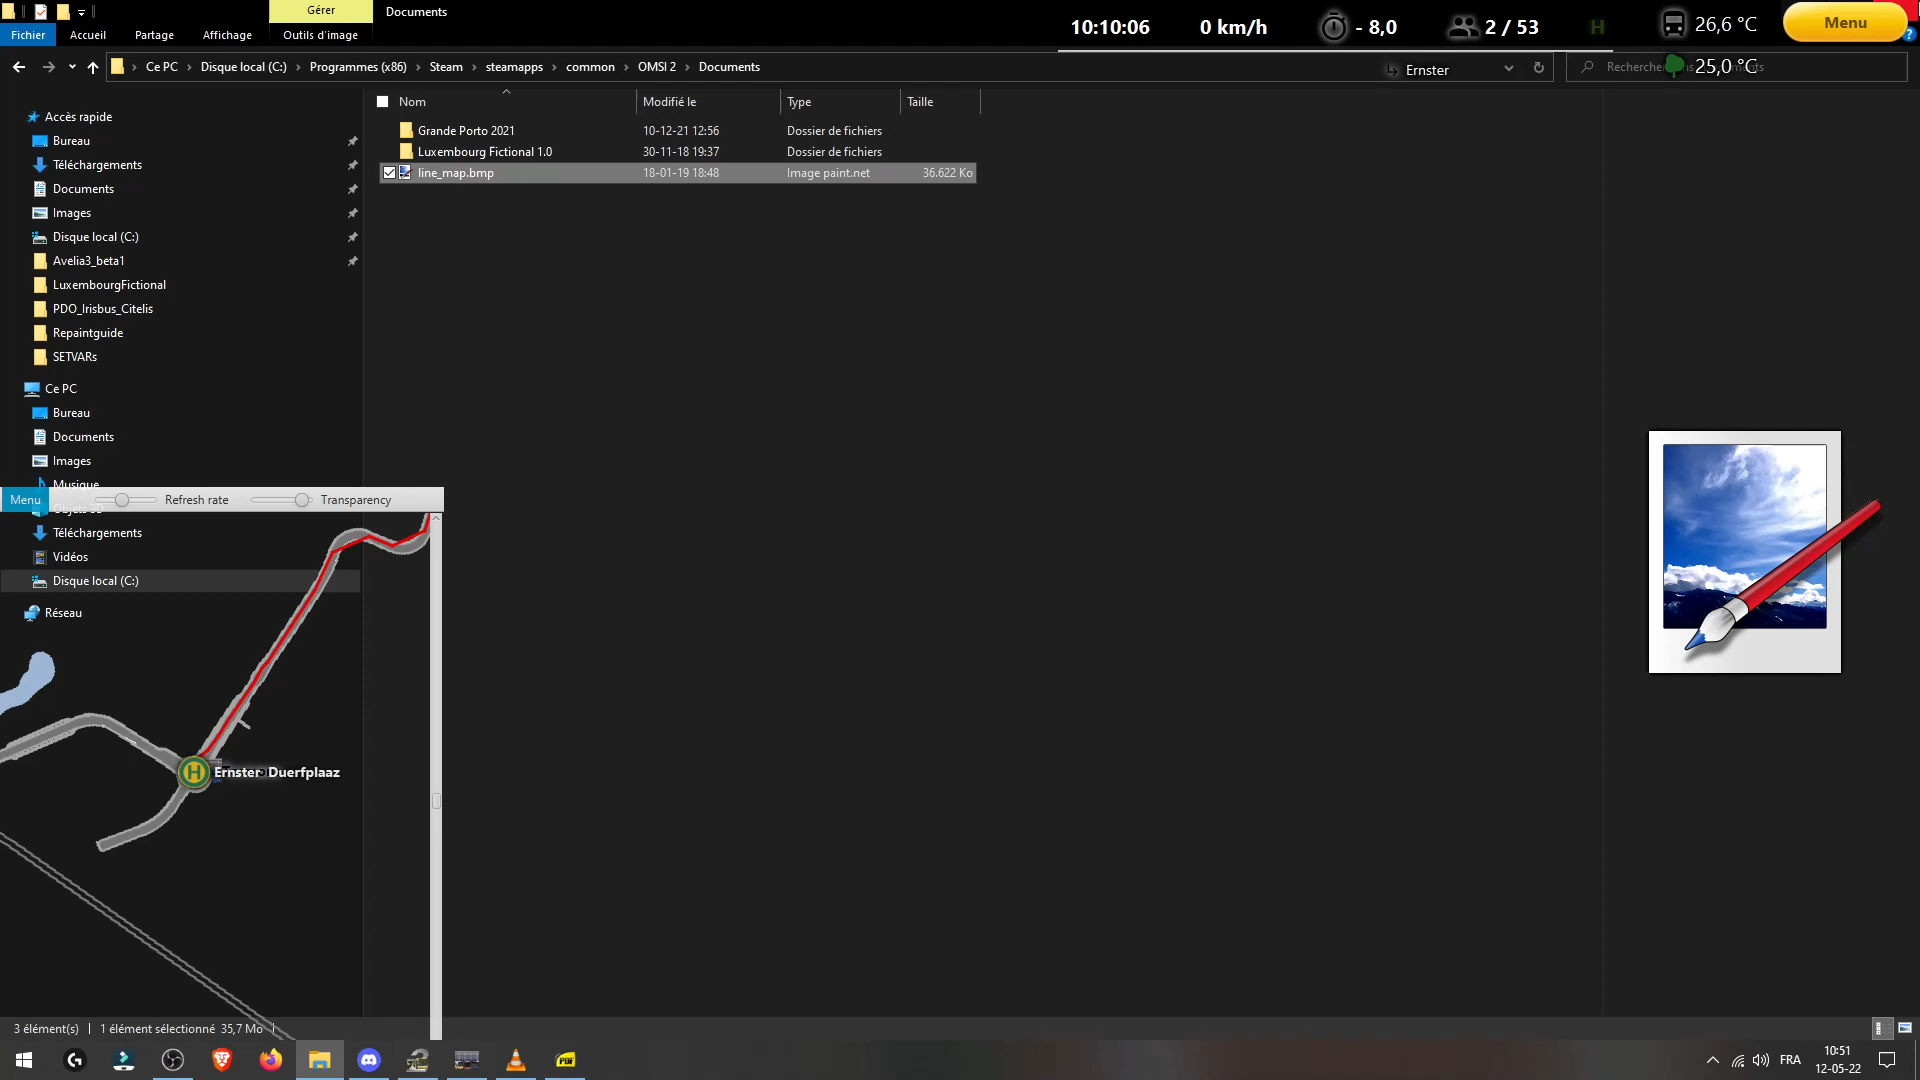 Gérer
Documents
Fichier
Accueil
Partage
Affichage
Outils d'image
10:10:06
0 km/h
- 8,0
2 / 53
H
26,6 °C
Menu
Ce PC
Disque local (C:)
Programmes (x86)
Steam
steamapps
common
OMSI 2
Documents
Ernster
25,0 °C
Nom
Modifié le
Type
Taille
Grande Porto 2021
10-12-21 12:56
Dossier de fichiers
Luxembourg Fictional 1.0
30-11-18 19:37
Dossier de fichiers
line_map.bmp
18-01-19 18:48
Image paint.net
36.622 Ko
Accès rapide
Bureau
Téléchargements
Documents
Images
Disque local (C:)
Avelia3_beta1
LuxembourgFictional
PDO_Irisbus_Citelis
Repaintguide
SETVARs
Ce PC
Bureau
Documents
Images
Musique
Menu
Refresh rate
Transparency
Objets 3D
Téléchargements
Vidéos
Disque local (C:)
Réseau
H
Ernster Duerfplaaz
3 élément(s)
1 élément sélectionné 35,7 Mo
PDF
FRA
10:51
12-05-22